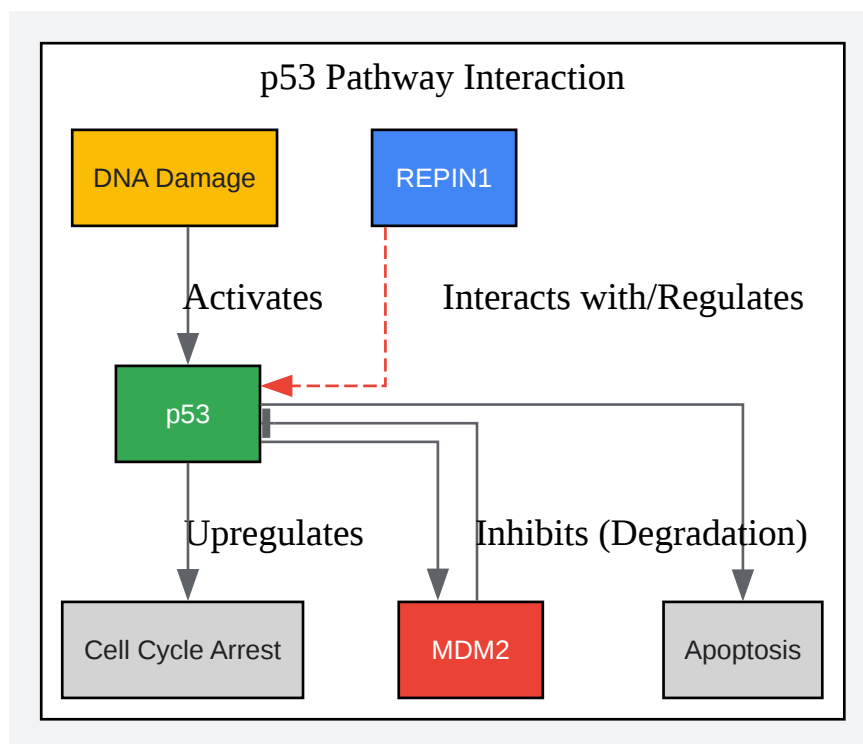 p53 Pathway Interaction
DNA Damage
REPIN1
Activates
Interacts with/Regulates
p53
Upregulates
Inhibits (Degradation)
Cell Cycle Arrest
MDM2
Apoptosis